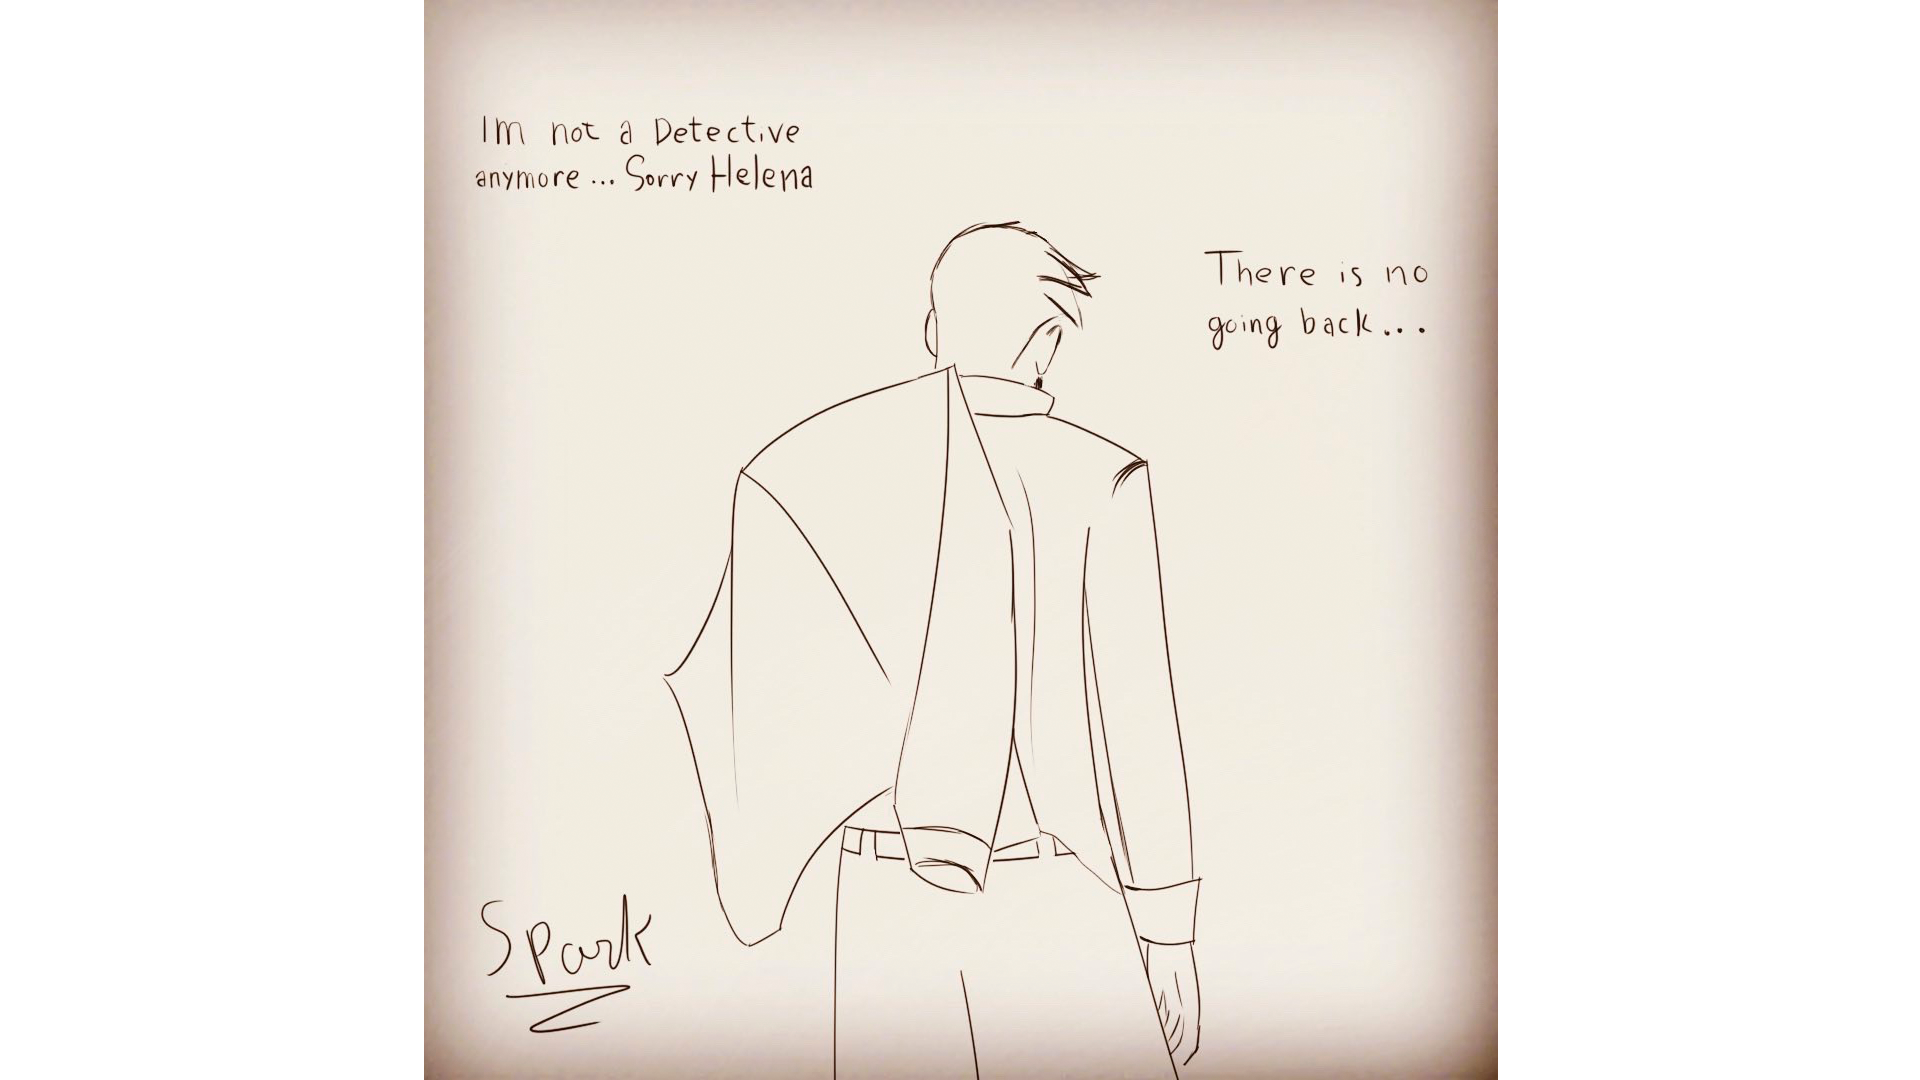 Im not a Detective
anymore... Sorry Helena
There is no
going back...
Spark